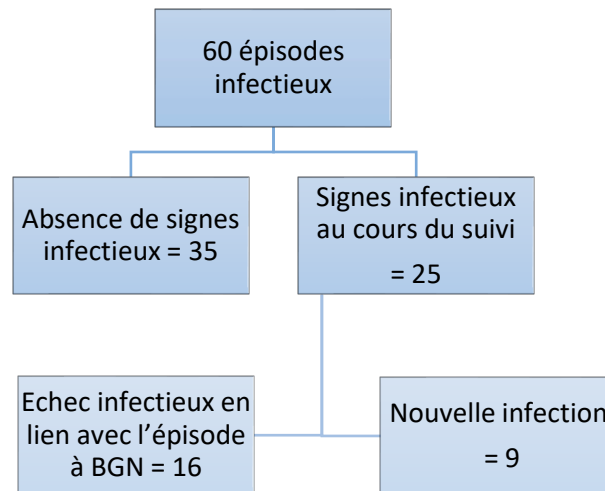 60 épisodes
infectieux
Absence de signes
infectieux = 35
Signes infectieux
au cours du suivi
= 25
Echec infectieux en
lien avec l'épisode
à BGN = 16
Nouvelle infection
= 9